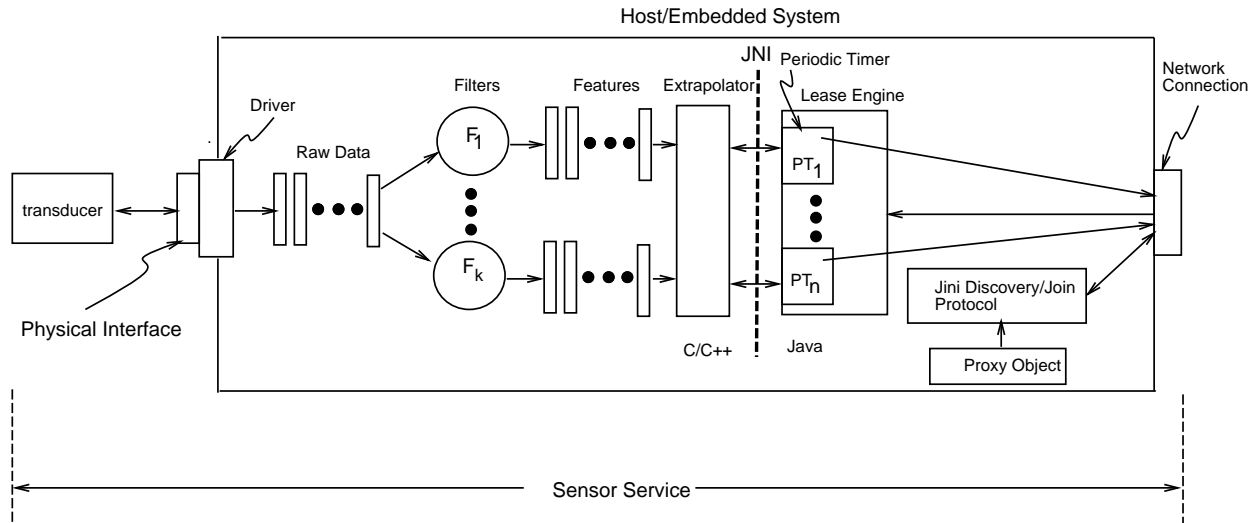 Host/Embedded System
JNI
Periodic Timer
Network
Connection
Filters
Features
Extrapolator
Lease Engine
Driver
Raw Data
F1
PT1
transducer
Fk
PTn
Jini Discovery/Join
Protocol
Physical Interface
C/C++
Java
Proxy Object
Sensor Service